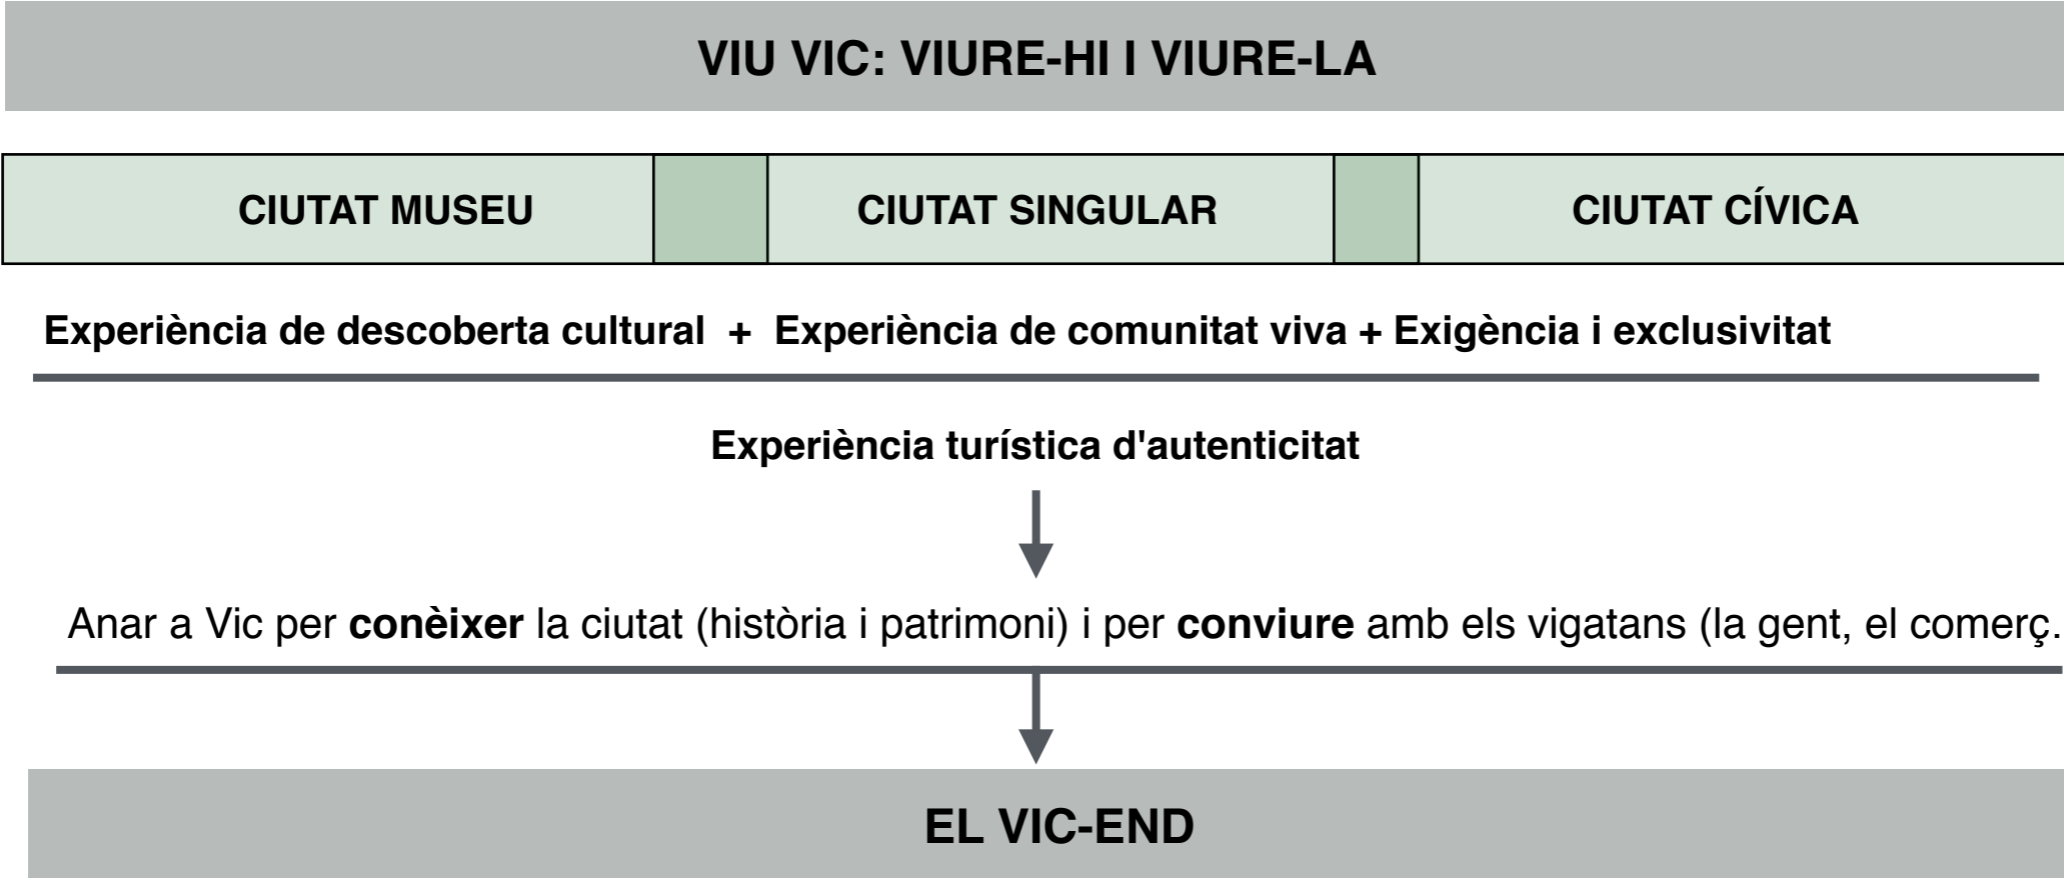 VIU VIC: VIURE-HI I VIURE-LA
CIUTAT MUSEU CIUTAT SINGULAR CIUTAT CÍVICA
Experiència de descoberta cultural + Experiència de comunitat viva + Exigència i exclusivitat
Experiència turística d'autenticitat
Anar a Vic per conèixer la ciutat (història i patrimoni) i per conviure amb els vigatans (la gent, el comerç.
EL VIC-END